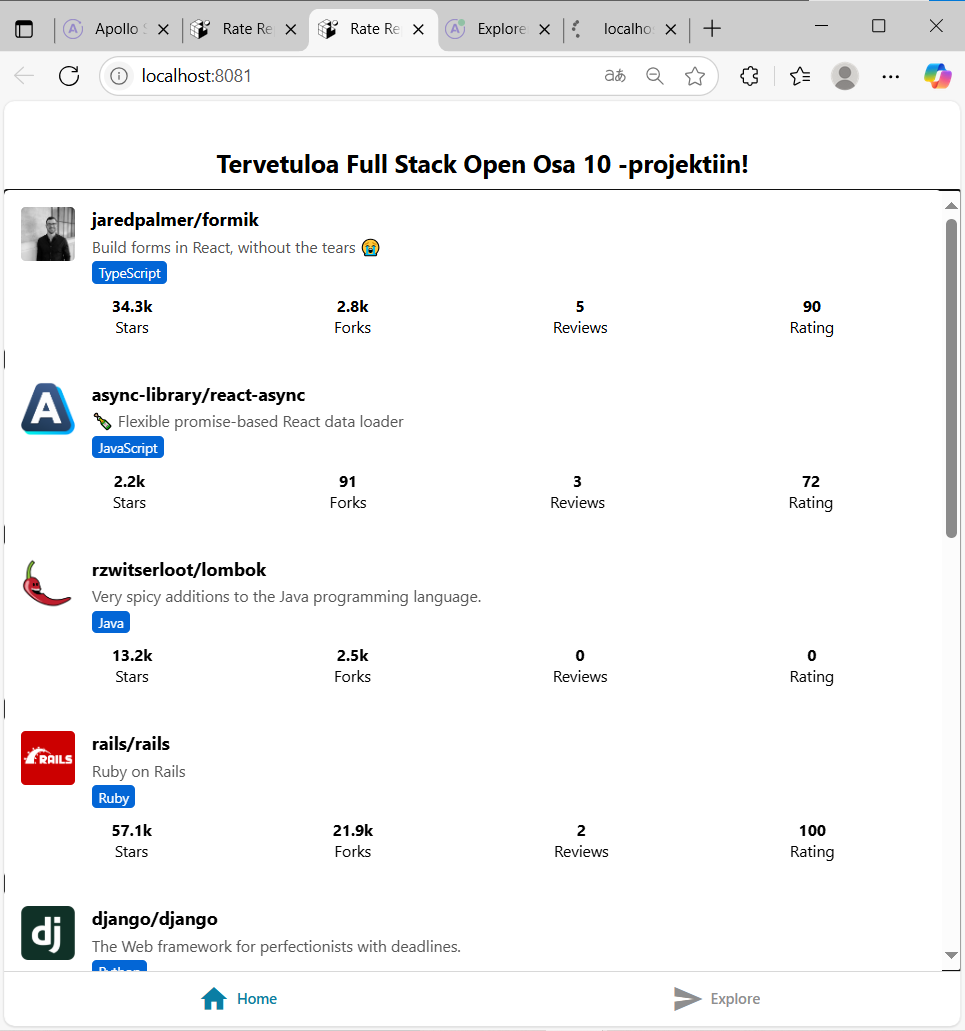 Apollo S
Rate Re
Rate Re
Explore
localhos
localhost:8081
Tervetuloa Full Stack Open Osa 10 -projektiin!
jaredpalmer/formik
Build forms in React, without the tears 😭
TypeScript
34.3k 2.8k 5 90
Stars Forks Reviews Rating
async-library/react-async
🍾 Flexible promise-based React data loader
JavaScript
2.2k 91 3 72
Stars Forks Reviews Rating
rzwitserloot/lombok
Very spicy additions to the Java programming language.
Java
13.2k 2.5k 0 0
Stars Forks Reviews Rating
RAILS
rails/rails
Ruby on Rails
Ruby
57.1k 21.9k 2 100
Stars Forks Reviews Rating
dj
django/django
The Web framework for perfectionists with deadlines.
Python
Home Explore